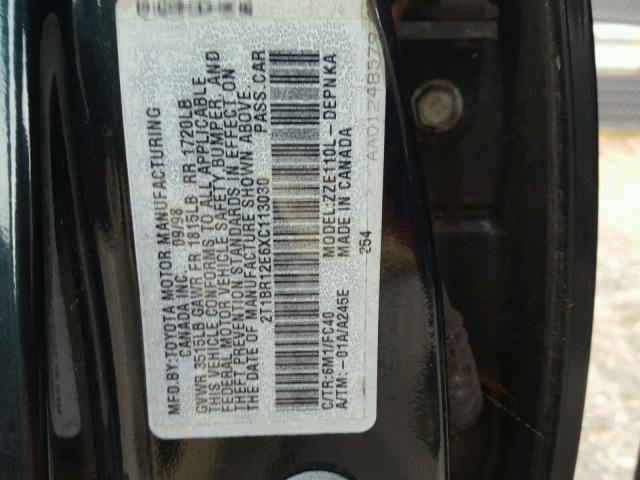 MFD.BY:TOYOTA MOTOR MANUFACTURING
CANADA INC. 09/98
GVWR 3515LB GAWR FR 1815LB RR 1720LB
THIS VEHICLE CONFORMS TO ALL APPLICABLE
FEDERAL MOTOR VEHICLE SAFETY BUMPER, AND
THEFT PREVENTION STANDARDS IN EFFECT ON
THE DATE OF MANUFACTURE SHOWN ABOVE.
2T1BR12E6XC113030 PASS.CAR
C/TR:6M1/FC40 MODEL:ZZE110L-DEPNKA
A/TM:-01A/A245E MADE IN CANADA
254
AA0124B578